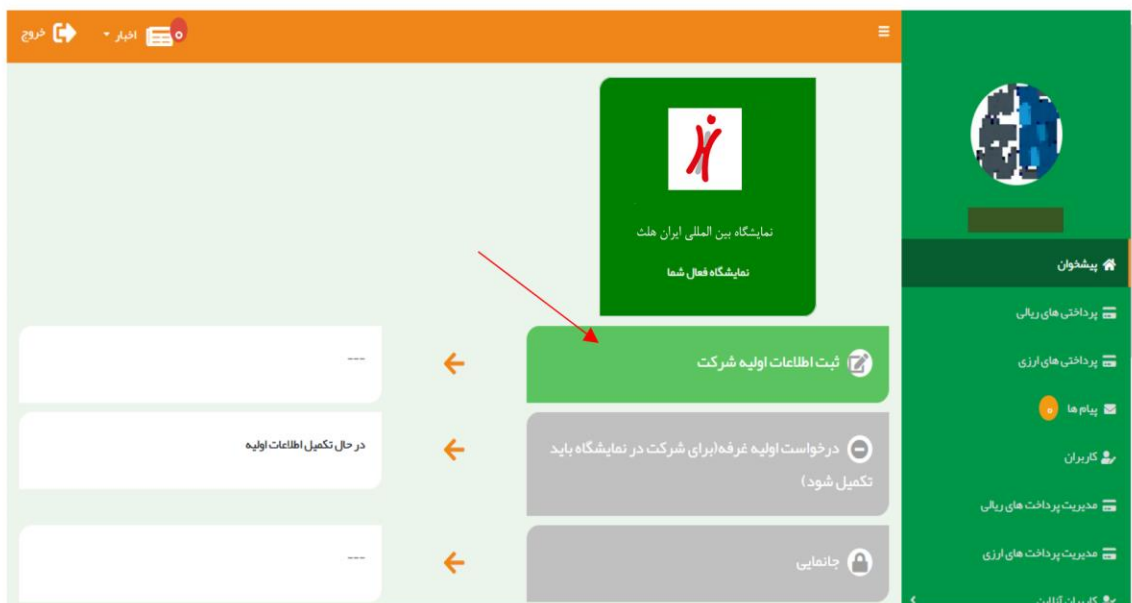 ۰ اخبار
خروج
نمایشگاه بین المللی ایران هلث
نمایشگاه فعال شما
پیشخوان
پرداختی های ریالی
پرداختی های ارزی
پیام ها ۰
کاربران
مدیریت پرداخت های ریالی
مدیریت پرداخت های ارزی
کاربران آنلاین
ثبت اطلاعات اولیه شرکت
---
درخواست اولیه غرفه(برای شرکت در نمایشگاه باید
تکمیل شود)
در حال تکمیل اطلاعات اولیه
جانمایی
---